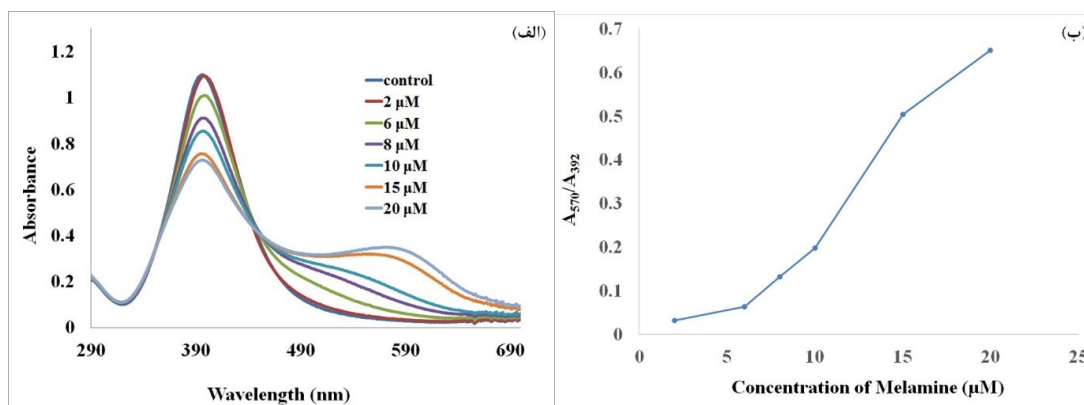 (الف)
1.2
1
0.8
0.6
0.4
0.2
0
Absorbance
control
2 µM
6 µM
8 µM
10 µM
15 µM
20 µM
290 390 490 590 690
Wavelength (nm)
(ب)
0.7
0.6
0.5
0.4
0.3
0.2
0.1
0
A570/A392
0 5 10 15 20 25
Concentration of Melamine (µM)